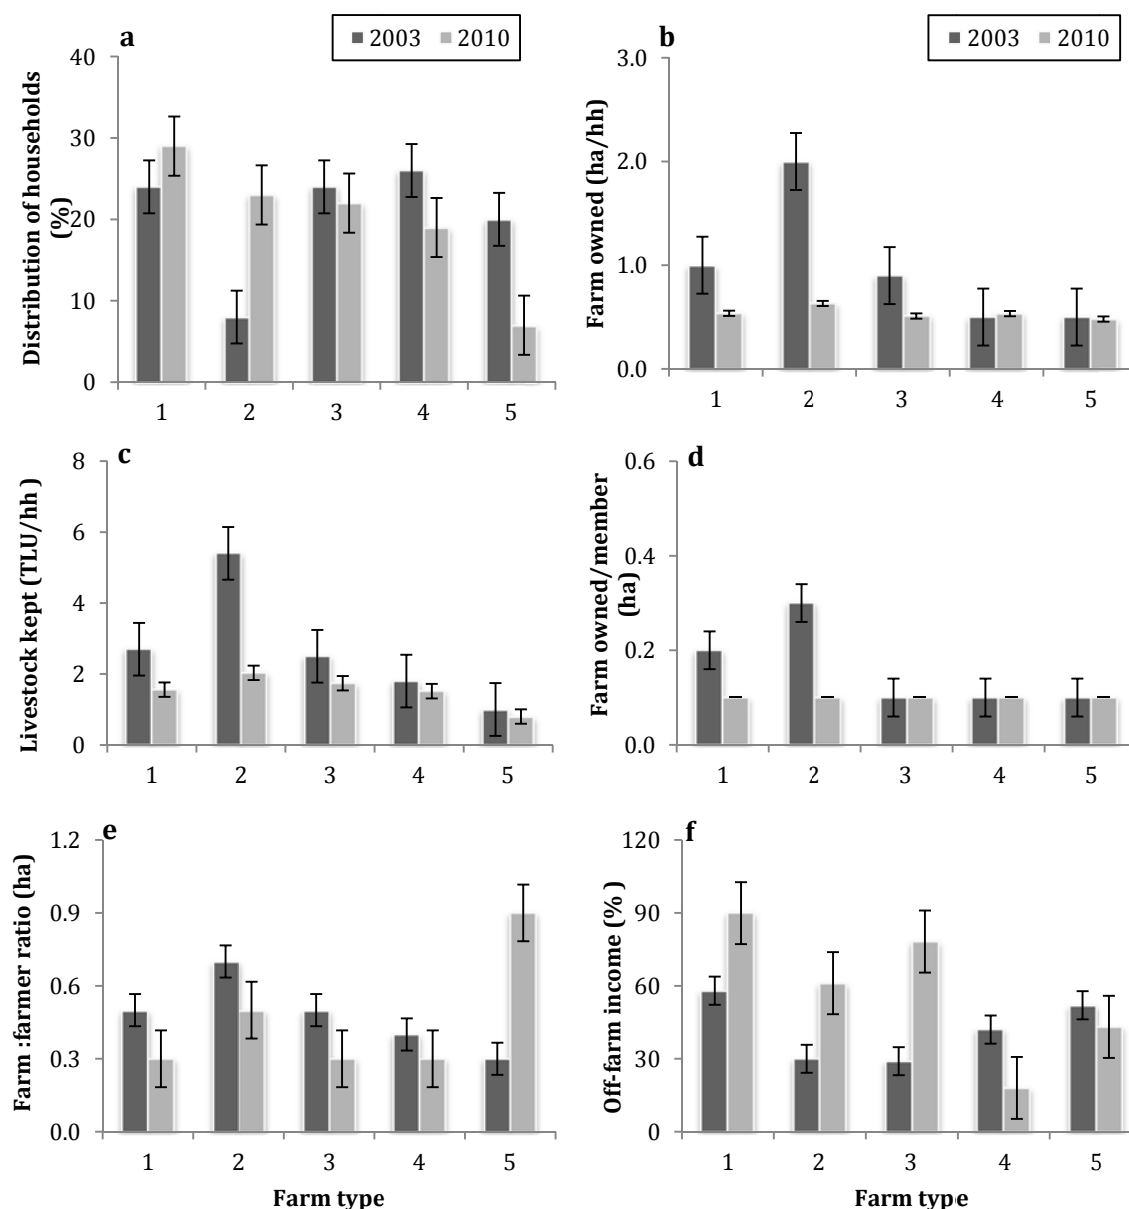 a
2003 2010
40
30
20
10
0
Distribution of households
(%)
1 2 3 4 5
b
2003 2010
3.0
2.0
1.0
0.0
Farm owned (ha/hh)
1 2 3 4 5
c
8
6
4
2
0
Livestock kept (TLU/hh)
1 2 3 4 5
d
0.6
0.4
0.2
0.0
Farm owned/member
(ha)
1 2 3 4 5
e
1.2
0.9
0.6
0.3
0.0
Farm :farmer ratio (ha)
1 2 3 4 5
Farm type
f
120
90
60
30
0
Off-farm income (%)
1 2 3 4 5
Farm type